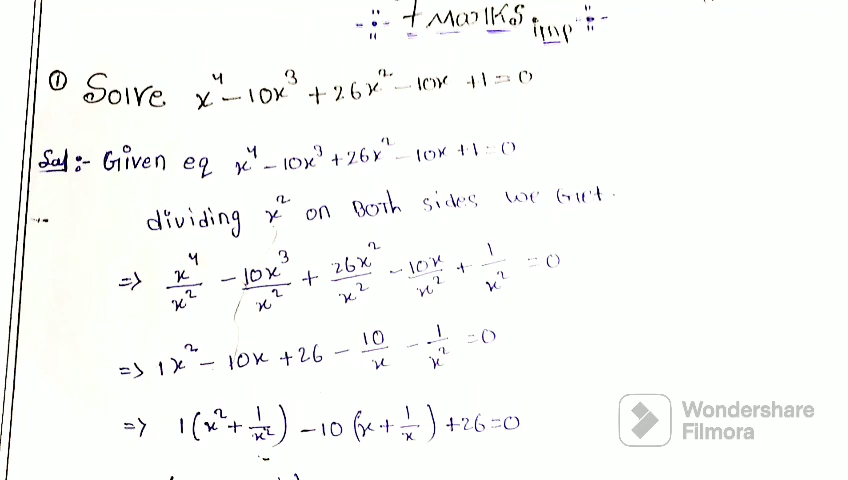 7 Marks imp
① Solve x⁴ - 10x³ + 26x² - 10x + 1 = 0
Sol :- Given eq x⁴ - 10x³ + 26x² - 10x + 1 = 0
dividing x² on Both sides we Get.
=> x⁴/x² - 10x³/x² + 26x²/x² - 10x/x² + 1/x² = 0
=> 1x² - 10x + 26 - 10/x - 1/x² = 0
=> 1(x² + 1/x²) - 10(x + 1/x) + 26 = 0
Wondershare
Filmora